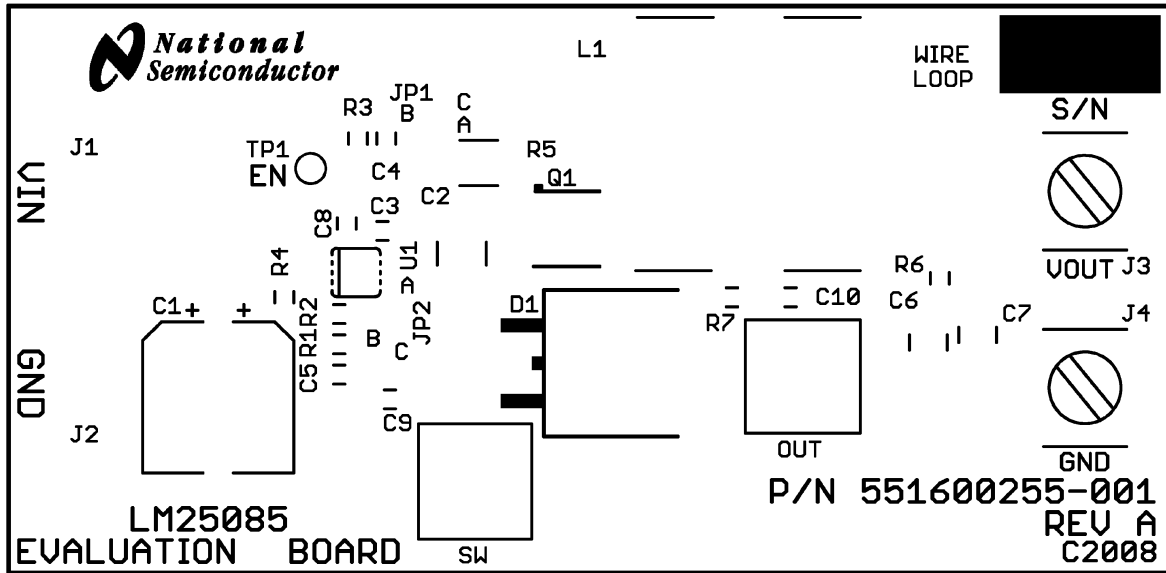 National
Semiconductor
L1
WIRE
LOOP
S/N
JP1
R3
B
C
A
J1
TP1
EN
C4
R5
Q1
VIN
C8
C3
C2
U1
A
R4
R6
VOUT J3
C1 + +
R2
R1
C5
B
C
JP2
D1
R7
C10
C6
C7
J4
GND
C9
J2
OUT
GND
P/N 551600255-001
LM25085
REV A
EVALUATION BOARD
SW
C2008